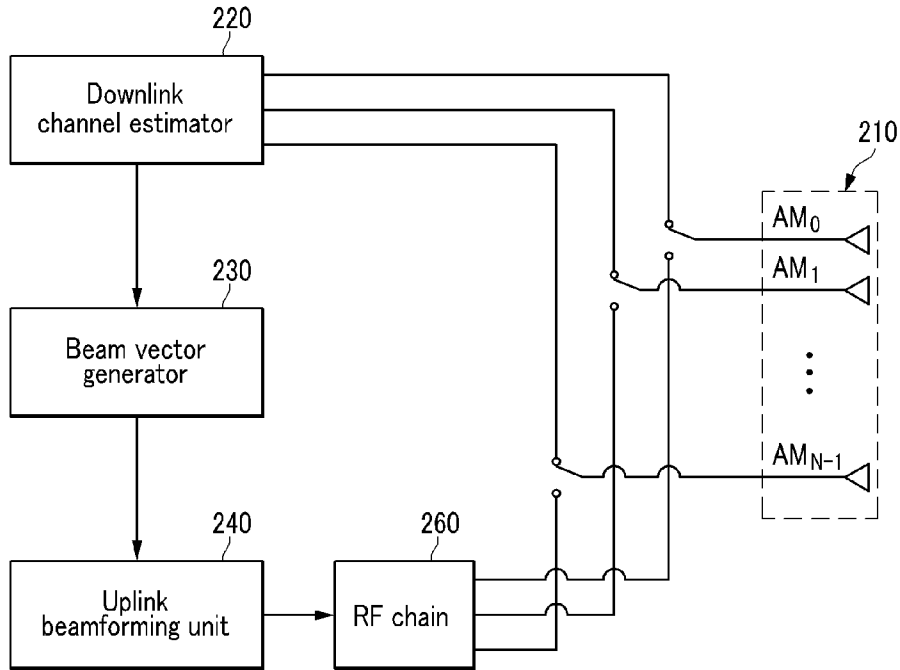 220
Downlink
channel estimator
210
AM₀
AM₁
230
Beam vector
generator
AM_{N-1}
240
260
Uplink
beamforming unit
RF chain